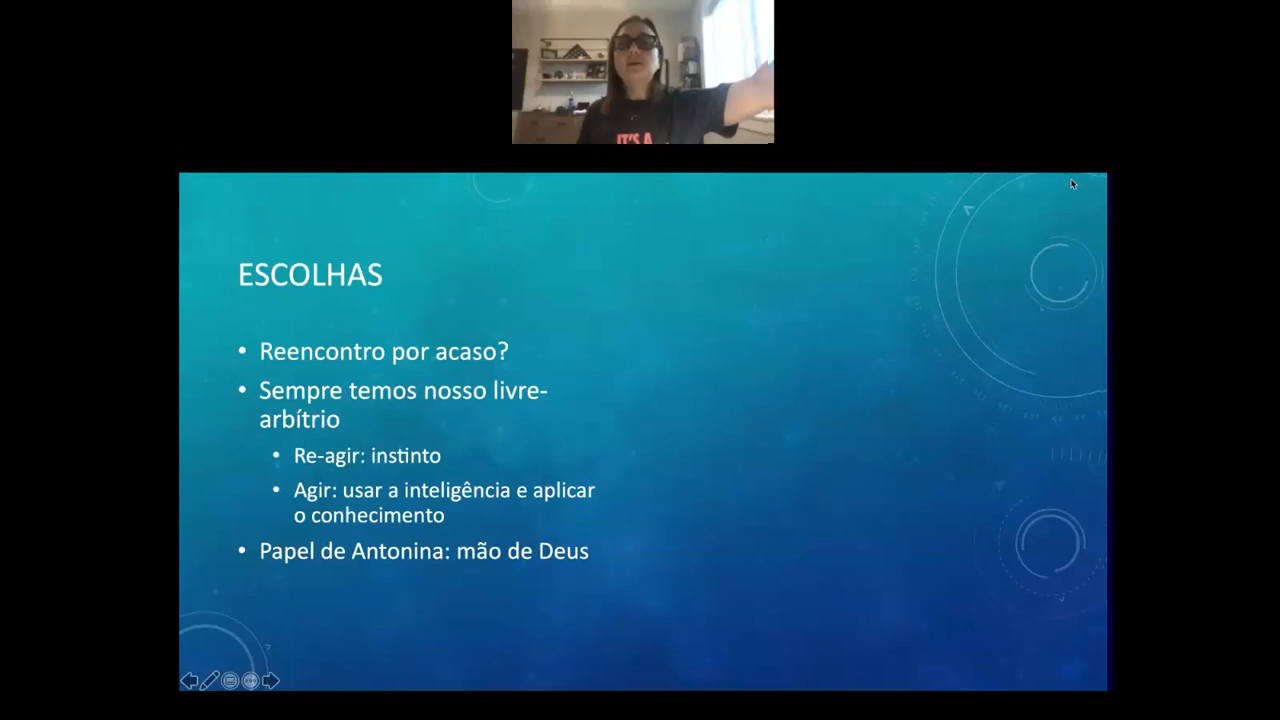 IT'S A
ESCOLHAS
• Reencontro por acaso?
• Sempre temos nosso livre-
arbítrio
• Re-agir: instinto
• Agir: usar a inteligência e aplicar
o conhecimento
• Papel de Antonina: mão de Deus